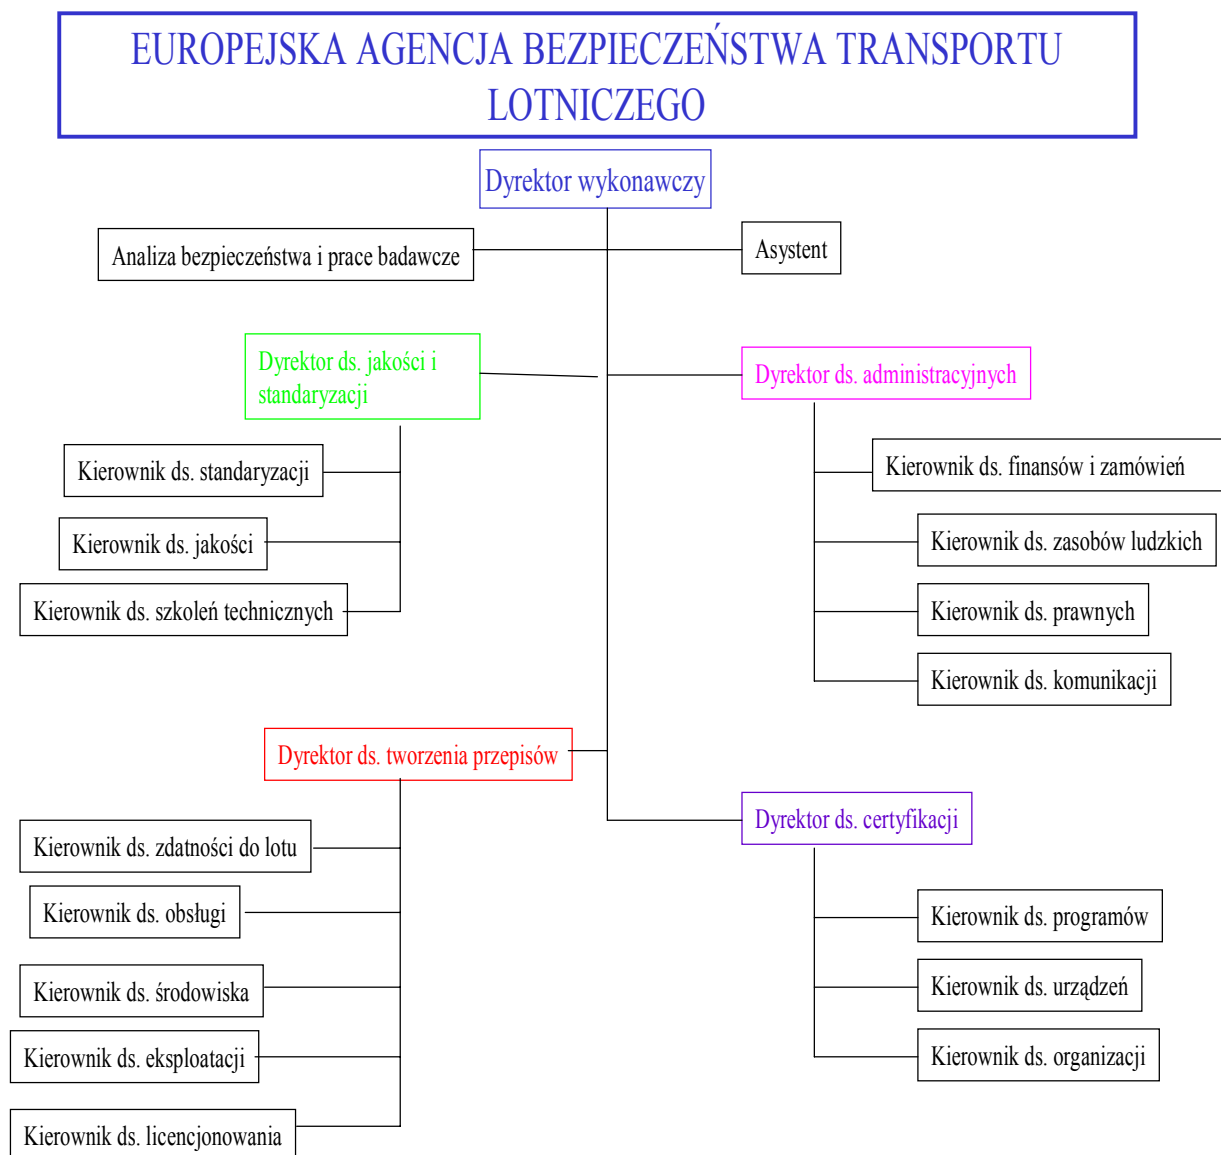 EUROPEJSKA AGENCJA BEZPIECZEŃSTWA TRANSPORTU
LOTNICZEGO
Dyrektor wykonawczy
Analiza bezpieczeństwa i prace badawcze
Asystent
Dyrektor ds. jakości i
standaryzacji
Dyrektor ds. administracyjnych
Kierownik ds. standaryzacji
Kierownik ds. finansów i zamówień
Kierownik ds. jakości
Kierownik ds. zasobów ludzkich
Kierownik ds. szkoleń technicznych
Kierownik ds. prawnych
Kierownik ds. komunikacji
Dyrektor ds. tworzenia przepisów
Dyrektor ds. certyfikacji
Kierownik ds. zdatności do lotu
Kierownik ds. obsługi
Kierownik ds. programów
Kierownik ds. środowiska
Kierownik ds. urządzeń
Kierownik ds. eksploatacji
Kierownik ds. organizacji
Kierownik ds. licencjonowania